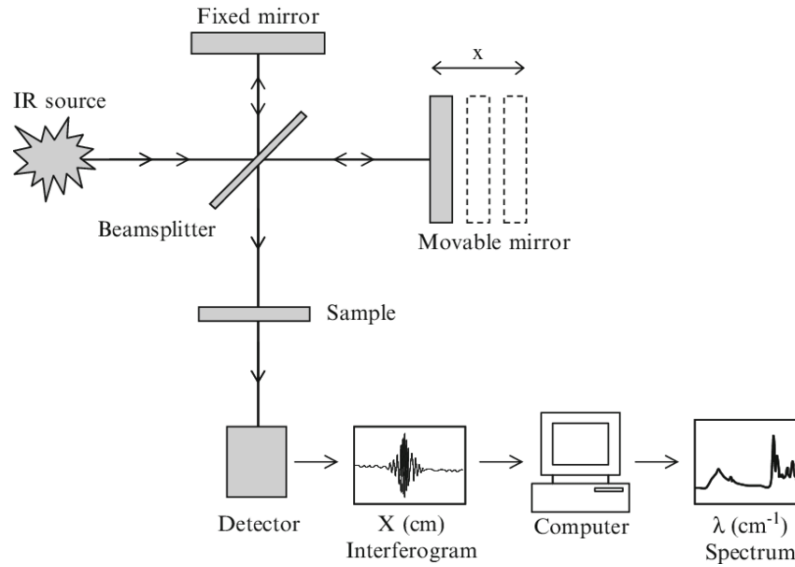 Fixed mirror
x
IR source
Beamsplitter
Movable mirror
Sample
Detector
X (cm)
Interferogram
Computer
λ (cm⁻¹)
Spectrum